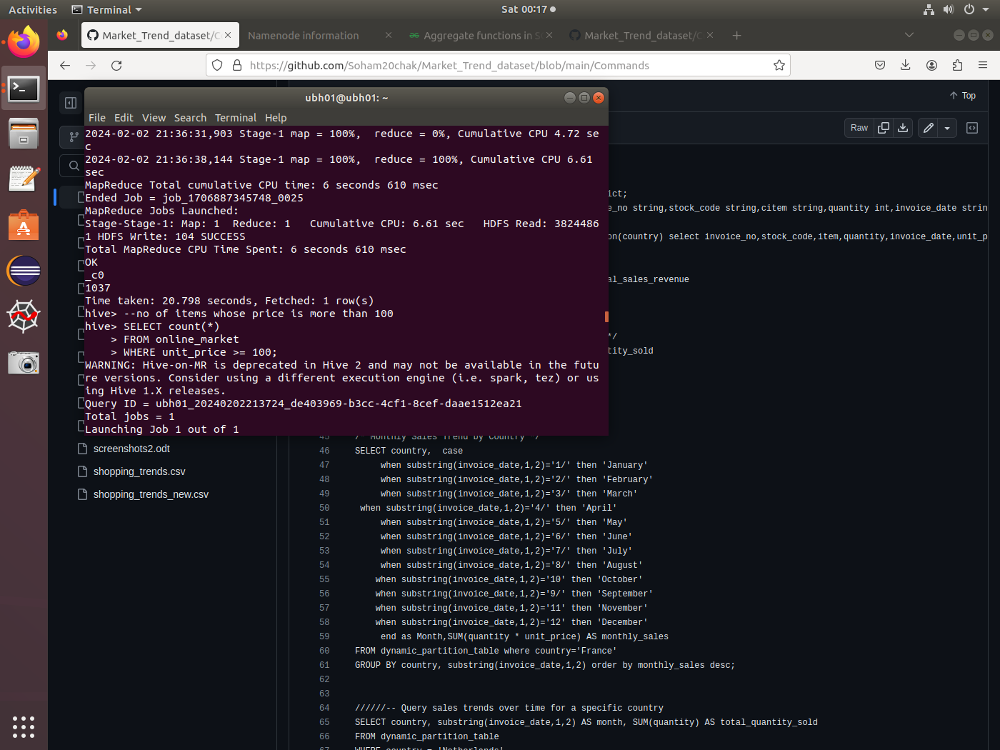 Activities Terminal Sat 00:17
Market_Trend_dataset/C Namenode information Aggregate functions in Market_Trend_dataset/
https://github.com/Soham20chak/Market_Trend_dataset/blob/main/Commands
Top
Raw
ubh01@ubh01: ~
File Edit View Search Terminal Help
2024-02-02 21:36:31,903 Stage-1 map = 100%,  reduce = 0%, Cumulative CPU 4.72 se
c
2024-02-02 21:36:38,144 Stage-1 map = 100%,  reduce = 100%, Cumulative CPU 6.61
sec
MapReduce Total cumulative CPU time: 6 seconds 610 msec
Ended Job = job_1706887345748_0025
MapReduce Jobs Launched:
Stage-Stage-1: Map: 1  Reduce: 1   Cumulative CPU: 6.61 sec   HDFS Read: 3824486
1 HDFS Write: 104 SUCCESS
Total MapReduce CPU Time Spent: 6 seconds 610 msec
OK
_c0
1037
Time taken: 20.798 seconds, Fetched: 1 row(s)
hive> --no of items whose price is more than 100
hive> SELECT count(*)
    > FROM online_market
    > WHERE unit_price >= 100;
WARNING: Hive-on-MR is deprecated in Hive 2 and may not be available in the futu
re versions. Consider using a different execution engine (i.e. spark, tez) or us
ing Hive 1.X releases.
Query ID = ubh01_20240202213724_de403969-b3cc-4cf1-8cef-daae1512ea21
Total jobs = 1
Launching Job 1 out of 1
ict;
e_no string,stock_code string,citem string,quantity int,invoice_date strin
on(country) select invoice_no,stock_code,item,quantity,invoice_date,unit_p
al_sales_revenue
*/
tity_sold
screenshots2.odt
shopping_trends.csv
shopping_trends_new.csv
45 /* Monthly Sales Trend by Country */
46 SELECT country,  case
47 when substring(invoice_date,1,2)='1/' then 'January'
48 when substring(invoice_date,1,2)='2/' then 'February'
49 when substring(invoice_date,1,2)='3/' then 'March'
50 when substring(invoice_date,1,2)='4/' then 'April'
51 when substring(invoice_date,1,2)='5/' then 'May'
52 when substring(invoice_date,1,2)='6/' then 'June'
53 when substring(invoice_date,1,2)='7/' then 'July'
54 when substring(invoice_date,1,2)='8/' then 'August'
55 when substring(invoice_date,1,2)='10' then 'October'
56 when substring(invoice_date,1,2)='9/' then 'September'
57 when substring(invoice_date,1,2)='11' then 'November'
58 when substring(invoice_date,1,2)='12' then 'December'
59 end as Month,SUM(quantity * unit_price) AS monthly_sales
60 FROM dynamic_partition_table where country='France'
61 GROUP BY country, substring(invoice_date,1,2) order by monthly_sales desc;
62
63
64 //////-- Query sales trends over time for a specific country
65 SELECT country, substring(invoice_date,1,2) AS month, SUM(quantity) AS total_quantity_sold
66 FROM dynamic_partition_table
67 WHERE country = 'Netherlands'